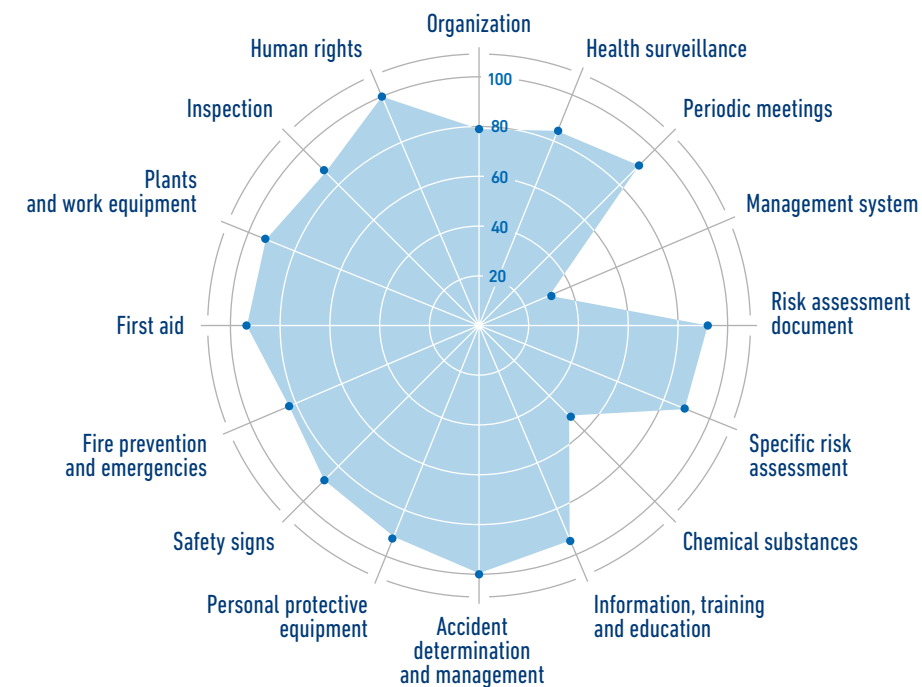 Organization
Human rights
Health surveillance
100
Inspection
Periodic meetings
80
Plants
and work equipment
60
Management system
40
20
Risk assessment
document
First aid
Fire prevention
and emergencies
Specific risk
assessment
Safety signs
Chemical substances
Personal protective
equipment
Information, training
and education
Accident
determination
and management